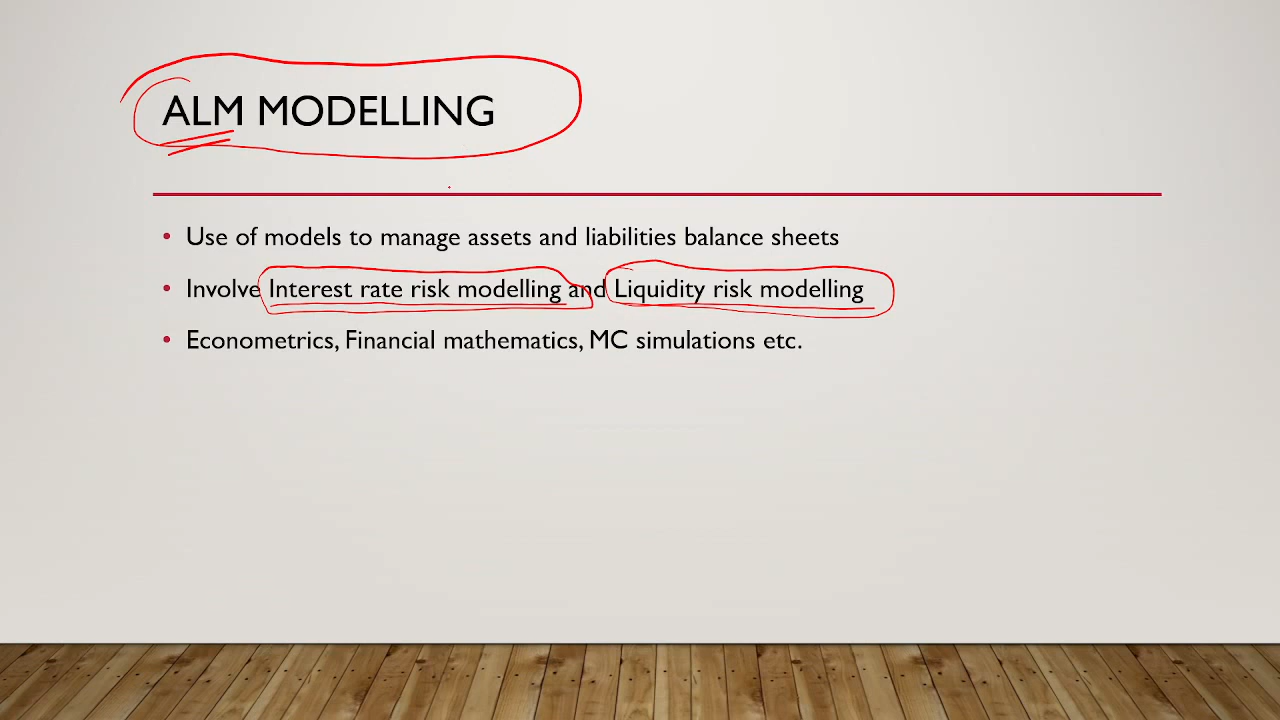 ALM MODELLING
• Use of models to manage assets and liabilities balance sheets
• Involve Interest rate risk modelling and Liquidity risk modelling
• Econometrics, Financial mathematics, MC simulations etc.